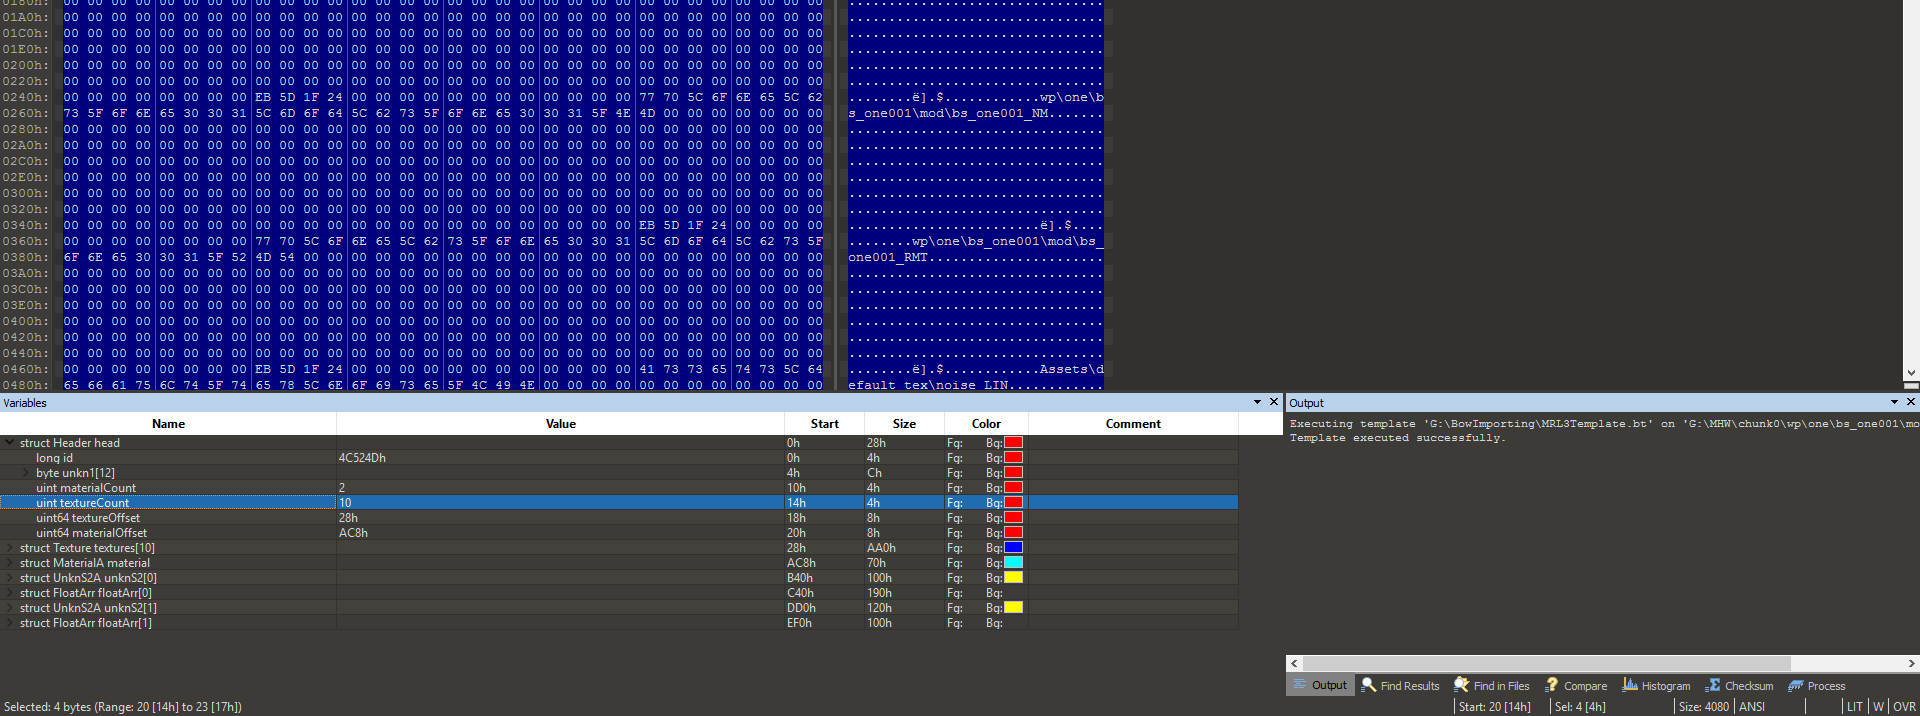 0180h: 00 00 00 00 00 00 00 00 00 00 00 00 00 00 00 00 00 00 00 00 00 00 00 00 00 00 00 00 00 00 00 00 ................................
01A0h: 00 00 00 00 00 00 00 00 00 00 00 00 00 00 00 00 00 00 00 00 00 00 00 00 00 00 00 00 00 00 00 00 ................................
01C0h: 00 00 00 00 00 00 00 00 00 00 00 00 00 00 00 00 00 00 00 00 00 00 00 00 00 00 00 00 00 00 00 00 ................................
01E0h: 00 00 00 00 00 00 00 00 00 00 00 00 00 00 00 00 00 00 00 00 00 00 00 00 00 00 00 00 00 00 00 00 ................................
0200h: 00 00 00 00 00 00 00 00 00 00 00 00 00 00 00 00 00 00 00 00 00 00 00 00 00 00 00 00 00 00 00 00 ................................
0220h: 00 00 00 00 00 00 00 00 00 00 00 00 00 00 00 00 00 00 00 00 00 00 00 00 00 00 00 00 00 00 00 00 ................................
0240h: 00 00 00 00 00 00 00 00 EB 5D 1F 24 00 00 00 00 00 00 00 00 00 00 00 00 77 70 5C 6F 6E 65 5C 62 ........ë].$............wp\one\b
0260h: 73 5F 6F 6E 65 30 30 31 5C 6D 6F 64 5C 62 73 5F 6F 6E 65 30 30 31 5F 4E 4D 00 00 00 00 00 00 00 s_one001\mod\bs_one001_NM.......
0280h: 00 00 00 00 00 00 00 00 00 00 00 00 00 00 00 00 00 00 00 00 00 00 00 00 00 00 00 00 00 00 00 00 ................................
02A0h: 00 00 00 00 00 00 00 00 00 00 00 00 00 00 00 00 00 00 00 00 00 00 00 00 00 00 00 00 00 00 00 00 ................................
02C0h: 00 00 00 00 00 00 00 00 00 00 00 00 00 00 00 00 00 00 00 00 00 00 00 00 00 00 00 00 00 00 00 00 ................................
02E0h: 00 00 00 00 00 00 00 00 00 00 00 00 00 00 00 00 00 00 00 00 00 00 00 00 00 00 00 00 00 00 00 00 ................................
0300h: 00 00 00 00 00 00 00 00 00 00 00 00 00 00 00 00 00 00 00 00 00 00 00 00 00 00 00 00 00 00 00 00 ................................
0320h: 00 00 00 00 00 00 00 00 00 00 00 00 00 00 00 00 00 00 00 00 00 00 00 00 00 00 00 00 00 00 00 00 ................................
0340h: 00 00 00 00 00 00 00 00 00 00 00 00 00 00 00 00 00 00 00 00 00 00 00 00 EB 5D 1F 24 00 00 00 00 ........................ë].$....
0360h: 00 00 00 00 00 00 00 00 77 70 5C 6F 6E 65 5C 62 73 5F 6F 6E 65 30 30 31 5C 6D 6F 64 5C 62 73 5F ........wp\one\bs_one001\mod\bs_
0380h: 6F 6E 65 30 30 31 5F 52 4D 54 00 00 00 00 00 00 00 00 00 00 00 00 00 00 00 00 00 00 00 00 00 00 one001_RMT......................
03A0h: 00 00 00 00 00 00 00 00 00 00 00 00 00 00 00 00 00 00 00 00 00 00 00 00 00 00 00 00 00 00 00 00 ................................
03C0h: 00 00 00 00 00 00 00 00 00 00 00 00 00 00 00 00 00 00 00 00 00 00 00 00 00 00 00 00 00 00 00 00 ................................
03E0h: 00 00 00 00 00 00 00 00 00 00 00 00 00 00 00 00 00 00 00 00 00 00 00 00 00 00 00 00 00 00 00 00 ................................
0400h: 00 00 00 00 00 00 00 00 00 00 00 00 00 00 00 00 00 00 00 00 00 00 00 00 00 00 00 00 00 00 00 00 ................................
0420h: 00 00 00 00 00 00 00 00 00 00 00 00 00 00 00 00 00 00 00 00 00 00 00 00 00 00 00 00 00 00 00 00 ................................
0440h: 00 00 00 00 00 00 00 00 00 00 00 00 00 00 00 00 00 00 00 00 00 00 00 00 00 00 00 00 00 00 00 00 ................................
0460h: 00 00 00 00 00 00 00 00 EB 5D 1F 24 00 00 00 00 00 00 00 00 00 00 00 00 41 73 73 65 74 73 5C 64 ........ë].$............Assets\d
0480h: 65 66 61 75 6C 74 5F 74 65 78 5C 6E 6F 69 73 65 5F 4C 49 4E 00 00 00 00 00 00 00 00 00 00 00 00 efault_tex\noise_LIN............
Variables
Name Value Start Size Color Comment
struct Header head 0h 28h Fg: Bg:
long id 4C524Dh 0h 4h Fg: Bg:
byte unkn1[12] 4h Ch Fg: Bg:
uint materialCount 2 10h 4h Fg: Bg:
uint textureCount 10 14h 4h Fg: Bg:
uint64 textureOffset 28h 18h 8h Fg: Bg:
uint64 materialOffset AC8h 20h 8h Fg: Bg:
struct Texture textures[10] 28h AA0h Fg: Bg:
struct MaterialA material AC8h 70h Fg: Bg:
struct UnknS2A unknS2[0] B40h 100h Fg: Bg:
struct FloatArr floatArr[0] C40h 190h Fg: Bg:
struct UnknS2A unknS2[1] DD0h 120h Fg: Bg:
struct FloatArr floatArr[1] EF0h 100h Fg: Bg:
Output
Executing template 'G:\BowImporting\MRL3Template.bt' on 'G:\MHW\chunk0\wp\one\bs_one001\mo
Template executed successfully.
Output Find Results Find in Files Compare Histogram Checksum Process
Selected: 4 bytes (Range: 20 [14h] to 23 [17h]) Start: 20 [14h] Sel: 4 [4h] Size: 4080 ANSI LIT W OVR